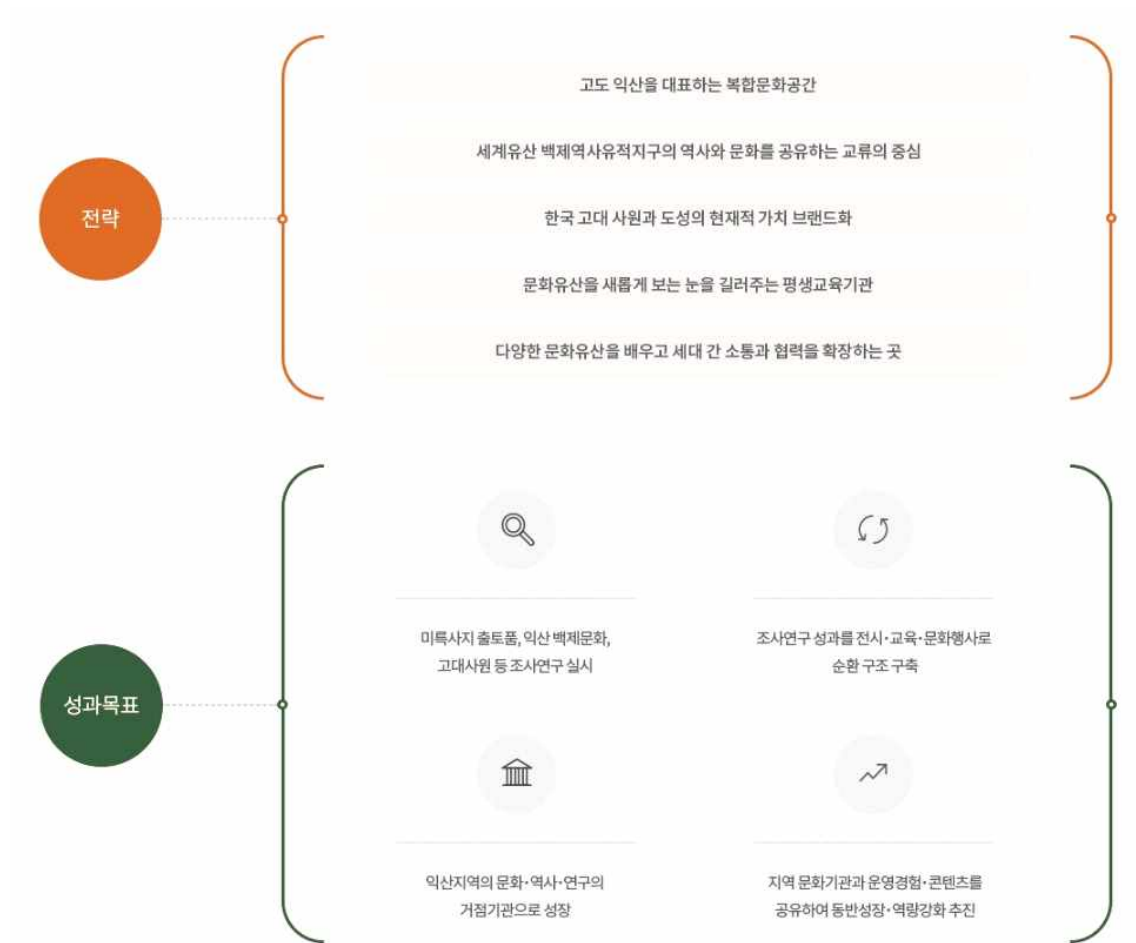 전략
고도 익산을 대표하는 복합문화공간
세계유산 백제역사유적지구의 역사와 문화를 공유하는 교류의 중심
한국 고대 사원과 도성의 현재적 가치 브랜드화
문화유산을 새롭게 보는 눈을 길러주는 평생교육기관
다양한 문화유산을 배우고 세대 간 소통과 협력을 확장하는 곳
성과목표
미륵사지 출토품, 익산 백제문화,
고대사원 등 조사연구 실시
조사연구 성과를 전시·교육·문화행사로
순환 구조 구축
익산지역의 문화·역사·연구의
거점기관으로 성장
지역 문화기관과 운영경험·콘텐츠를
공유하여 동반성장·역량강화 추진